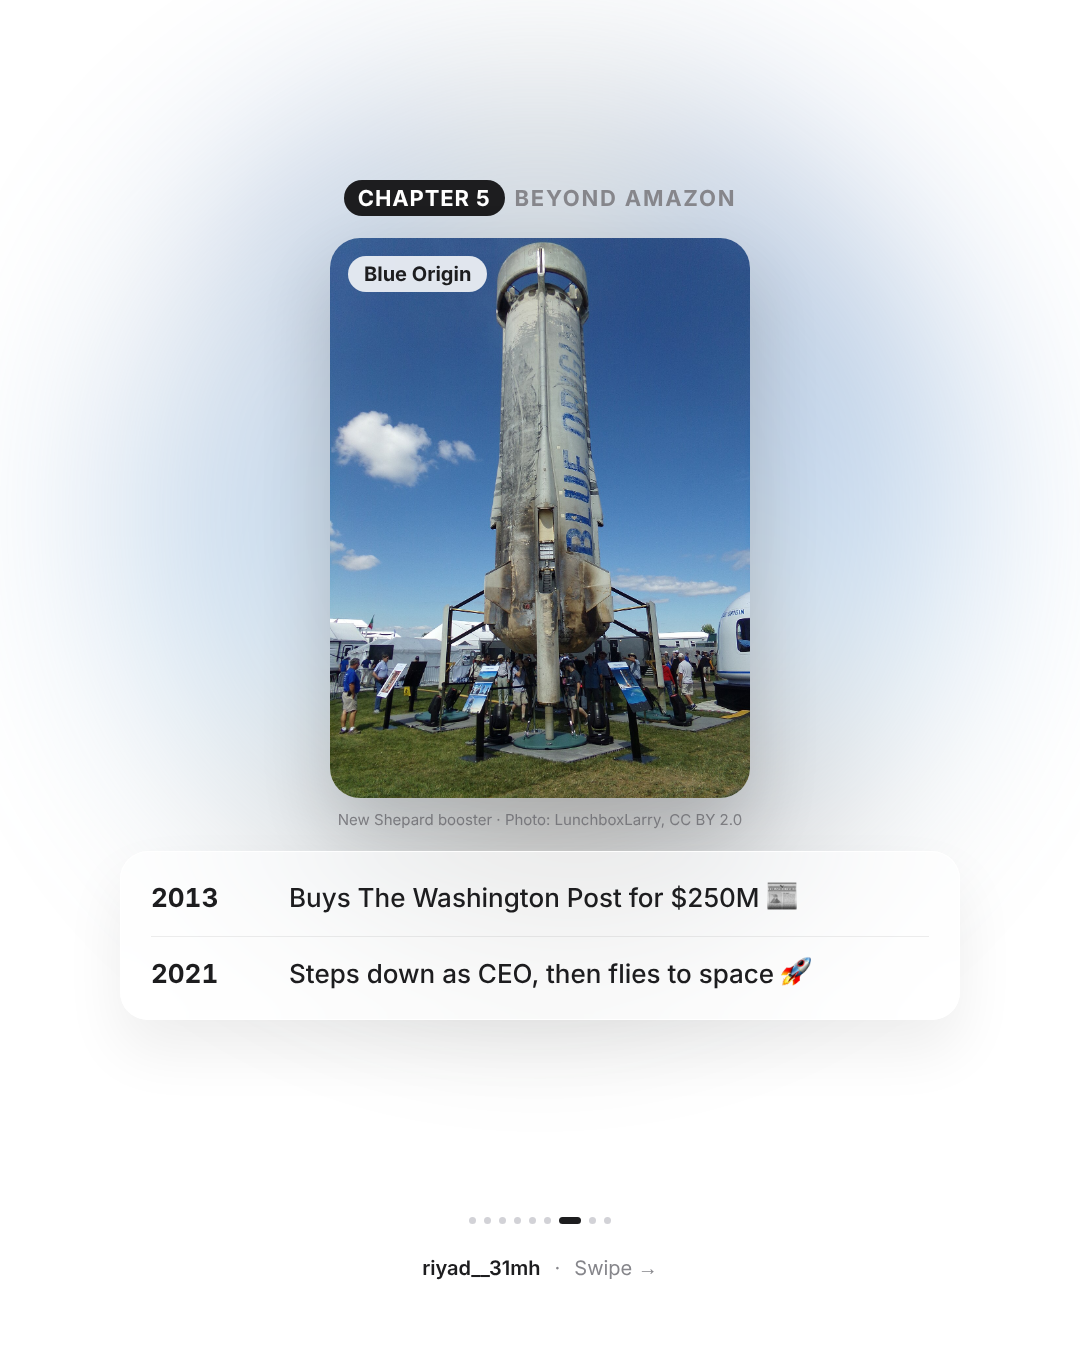 CHAPTER 5 BEYOND AMAZON
Blue Origin
BLUE ORIGIN
New Shepard booster · Photo: LunchboxLarry, CC BY 2.0
2013 Buys The Washington Post for $250M 📰
2021 Steps down as CEO, then flies to space 🚀
riyad__31mh · Swipe →